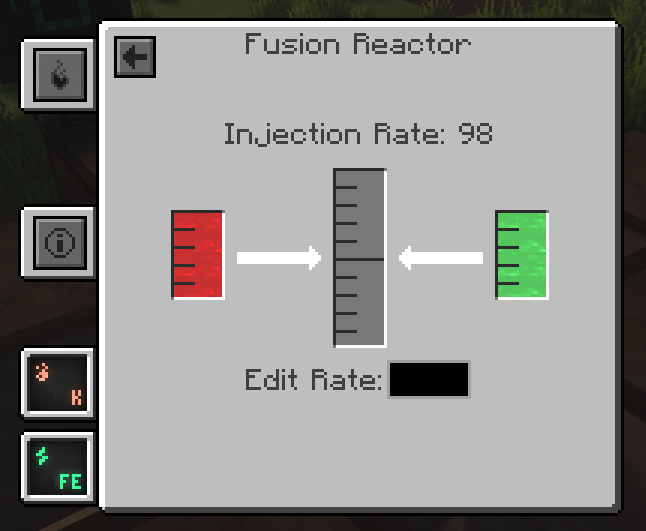 Fusion Reactor
Injection Rate: 98
Edit Rate:
K
FE